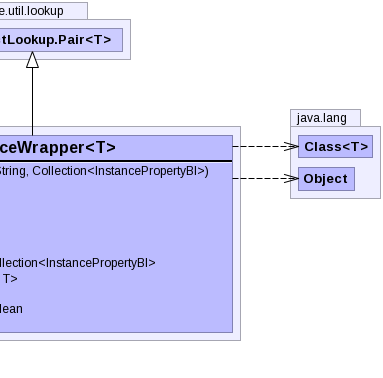 e.util.lookup
tLookup.Pair<T>
java.lang
ceWrapper<T>
Class<T>
String, Collection<InstancePropertyBI>)
Object
llection<InstancePropertyBI>
T>
lean